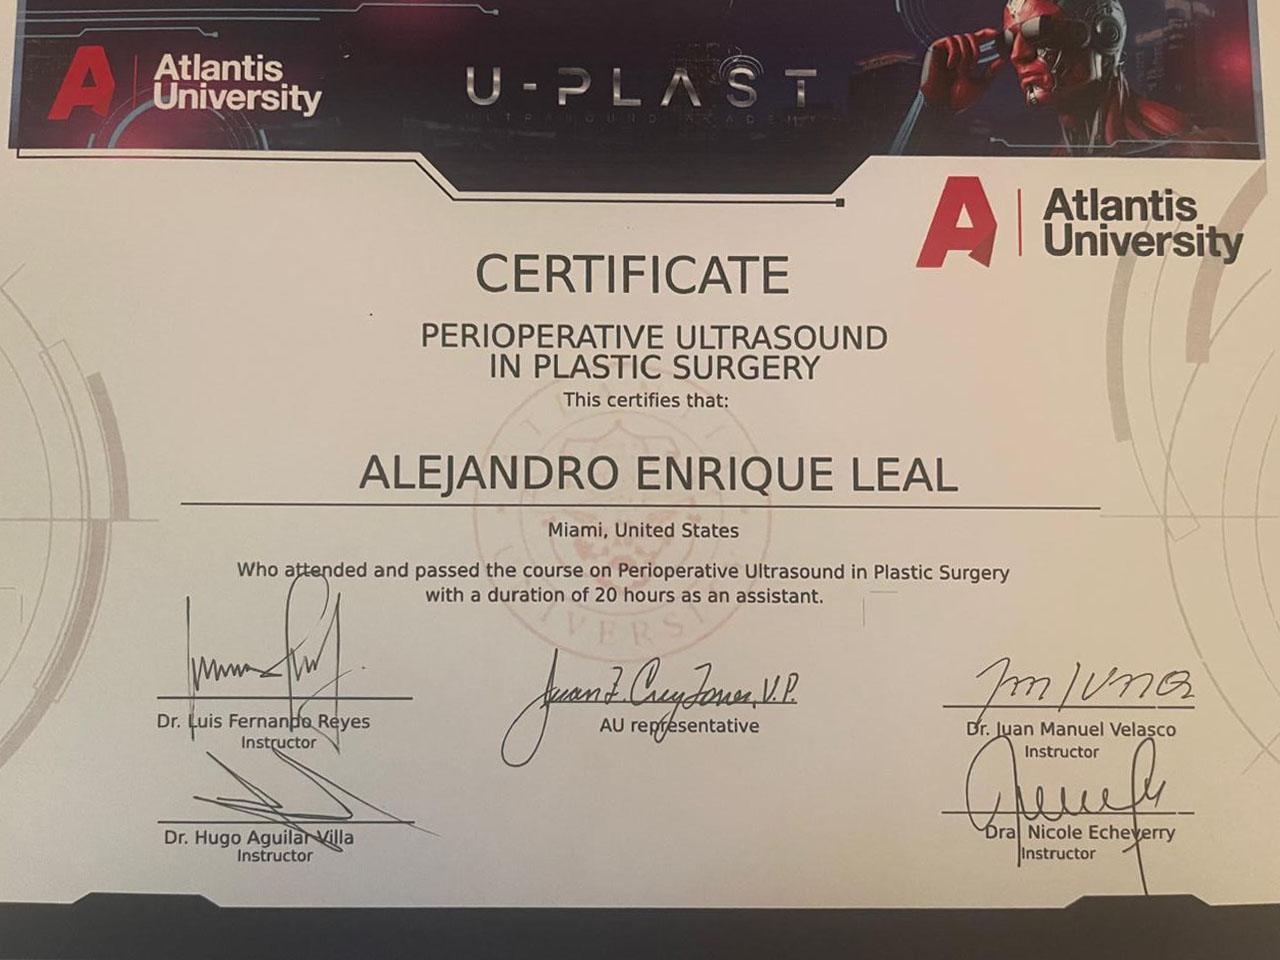 Atlantis
University
U-PLAST
ULTRASOUND ACADEMY
Atlantis
University
CERTIFICATE
PERIOPERATIVE ULTRASOUND
IN PLASTIC SURGERY
This certifies that:
ALEJANDRO ENRIQUE LEAL
Miami, United States
Who attended and passed the course on Perioperative Ultrasound in Plastic Surgery
with a duration of 20 hours as an assistant.
Dr. Luis Fernando Reyes
Instructor
V.P.
AU representative
Dr. Juan Manuel Velasco
Instructor
Dr. Hugo Aguilar Villa
Instructor
Dra Nicole Echeverry
Instructor